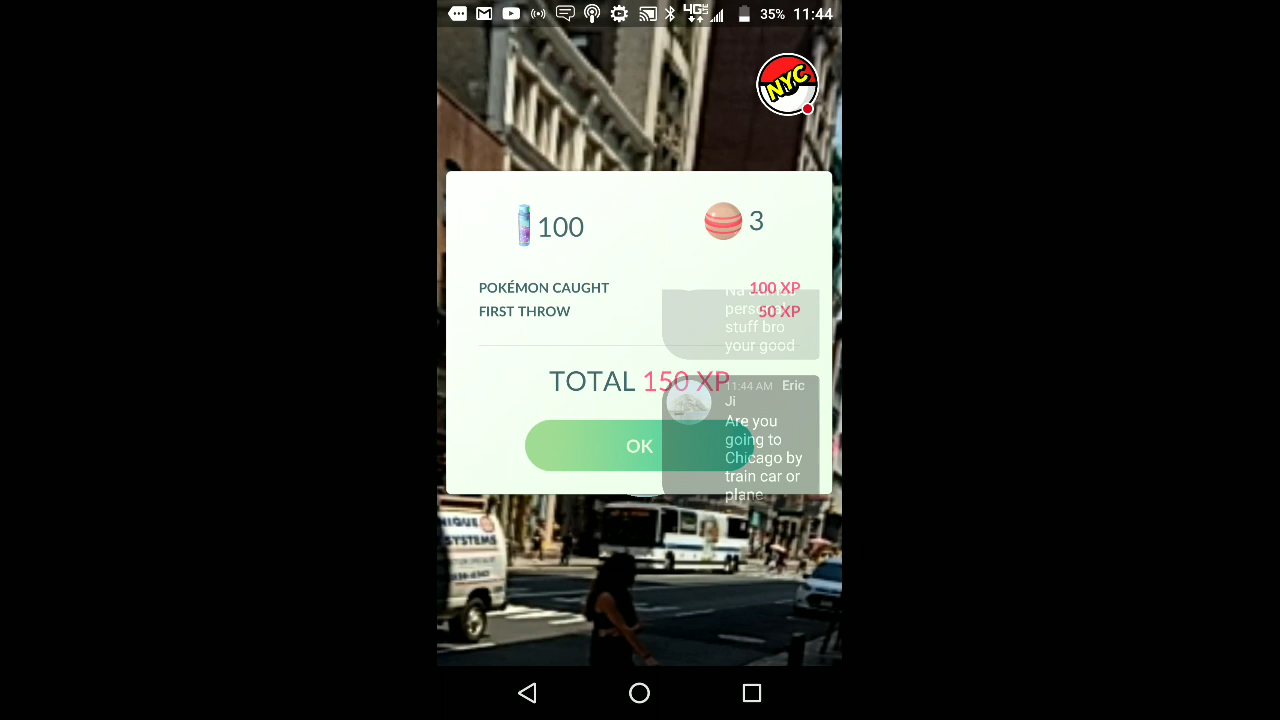 35% 11:44
NYC
100
3
POKÉMON CAUGHT 100 XP
FIRST THROW 50 XP
personal
stuff bro
your good
TOTAL 150 XP
11:44 AM Eric
Ji
Are you
going to
Chicago by
train car or
plane
OK
NIQUE
SYSTEMS